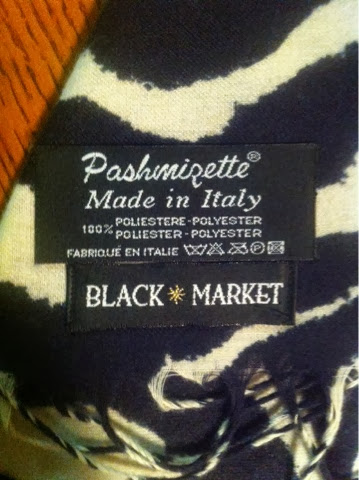 Pashmizette®
Made in Italy
100% POLIESTERE-POLYESTER
POLIESTER-POLYESTER
FABRIQUÉ EN ITALIE
BLACK MARKET